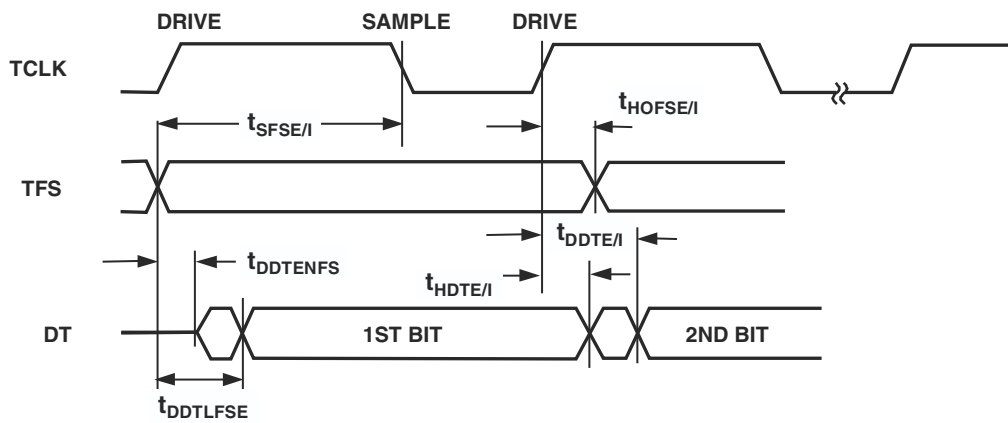 DRIVE SAMPLE DRIVE
TCLK
tHOFSE/I
tSFSE/I
TFS
tDDTE/I
tDDTENFS
tHDTE/I
DT 1ST BIT 2ND BIT
tDDTLFSE